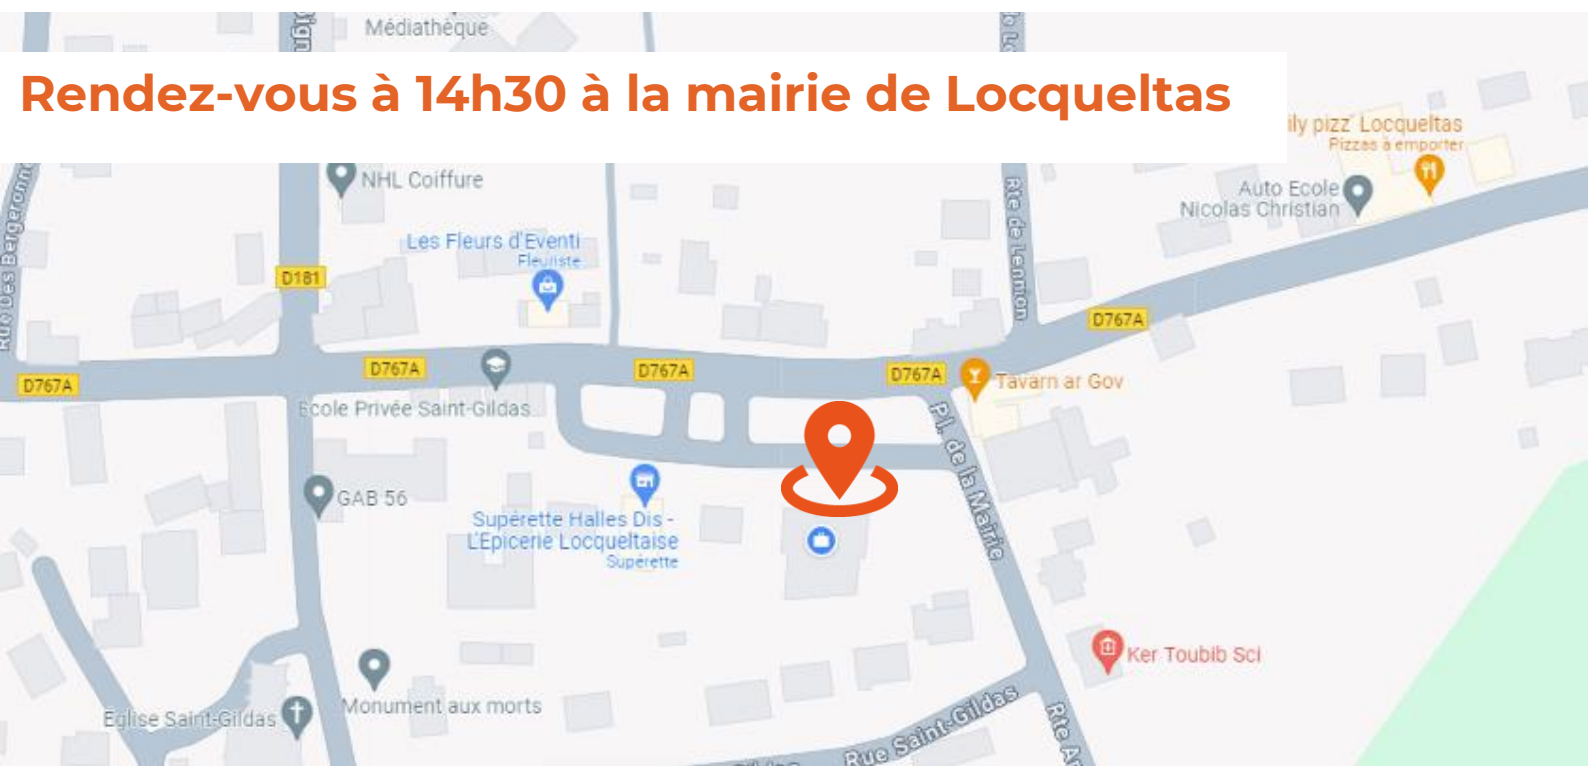 Médiathèque
Rendez-vous à 14h30 à la mairie de Locqueltas
ily pizz' Locqueltas
Pizzas à emporter
NHL Coiffure
Auto Ecole
Nicolas Christian
Rue Des Bergeronne
Les Fleurs d'Eventi
Fleuriste
Rte de Lennion
D181
D767A
D767A
D767A
D767A
D767A
Tavarn ar Gov
Ecole Privée Saint-Gildas
Pl. de la Mairie
GAB 56
Supérette Halles Dis -
L'Epicerie Locqueltaise
Supérette
Ker Toubib Sci
Monument aux morts
Église Saint-Gildas
Rue Saint-Gildas